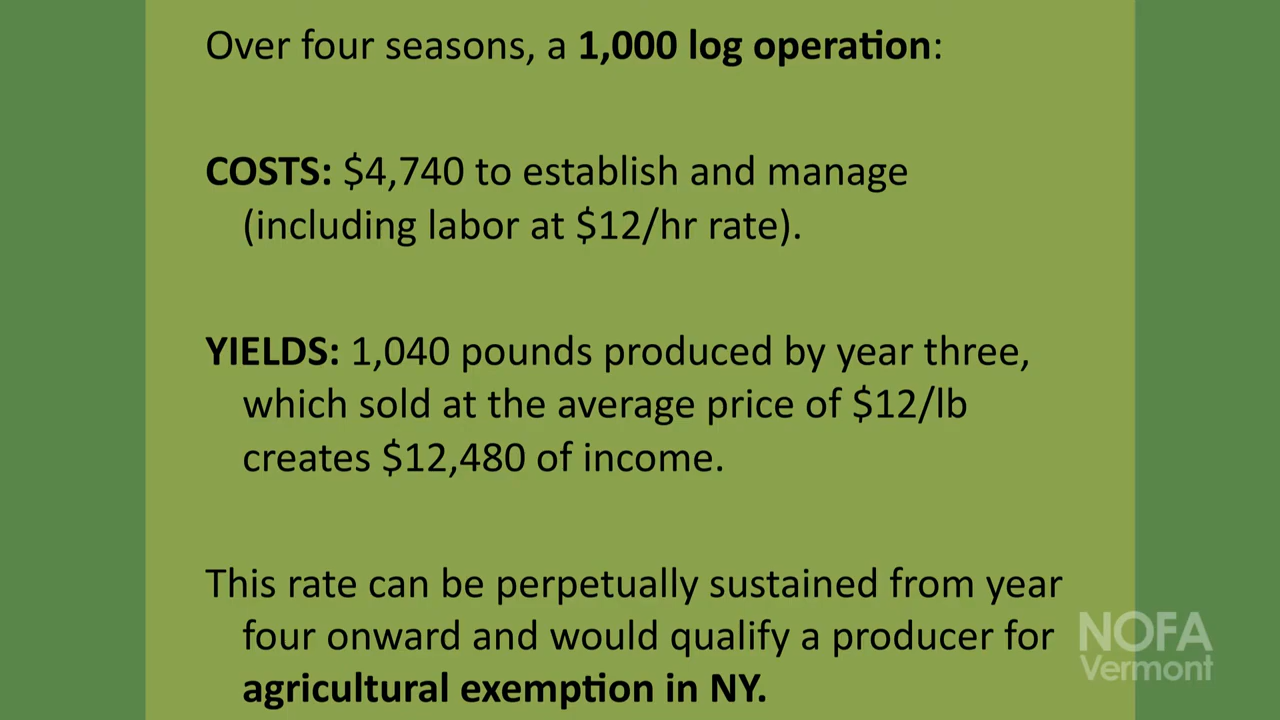 Over four seasons, a 1,000 log operation:
COSTS: $4,740 to establish and manage
(including labor at $12/hr rate).
YIELDS: 1,040 pounds produced by year three,
which sold at the average price of $12/lb
creates $12,480 of income.
This rate can be perpetually sustained from year
four onward and would qualify a producer for
agricultural exemption in NY.
NOFA
Vermont